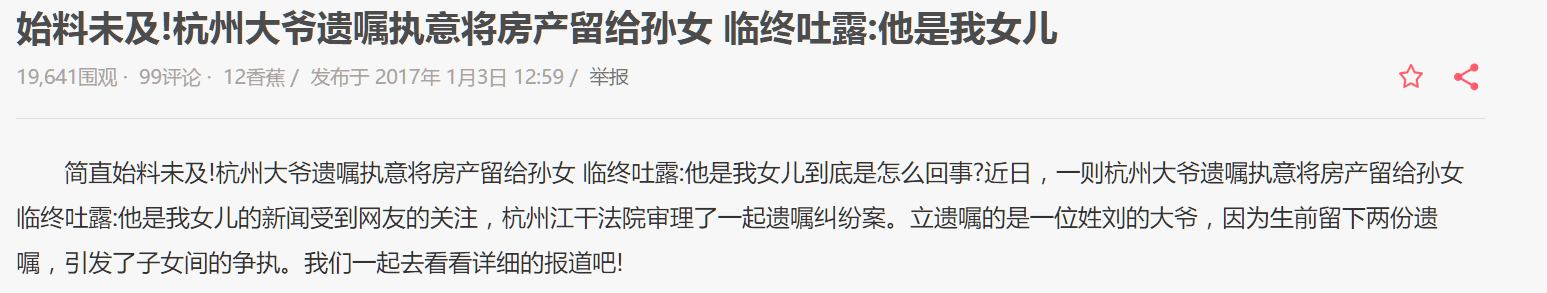 始料未及!杭州大爷遗嘱执意将房产留给孙女 临终吐露:他是我女儿
19,641围观 · 99评论 · 12香蕉 / 发布于 2017年 1月3日 12:59 / 举报
简直始料未及!杭州大爷遗嘱执意将房产留给孙女 临终吐露:他是我女儿到底是怎么回事?近日，一则杭州大爷遗嘱执意将房产留给孙女
临终吐露:他是我女儿的新闻受到网友的关注，杭州江干法院审理了一起遗嘱纠纷案。立遗嘱的是一位姓刘的大爷，因为生前留下两份遗
嘱，引发了子女间的争执。我们一起去看看详细的报道吧!